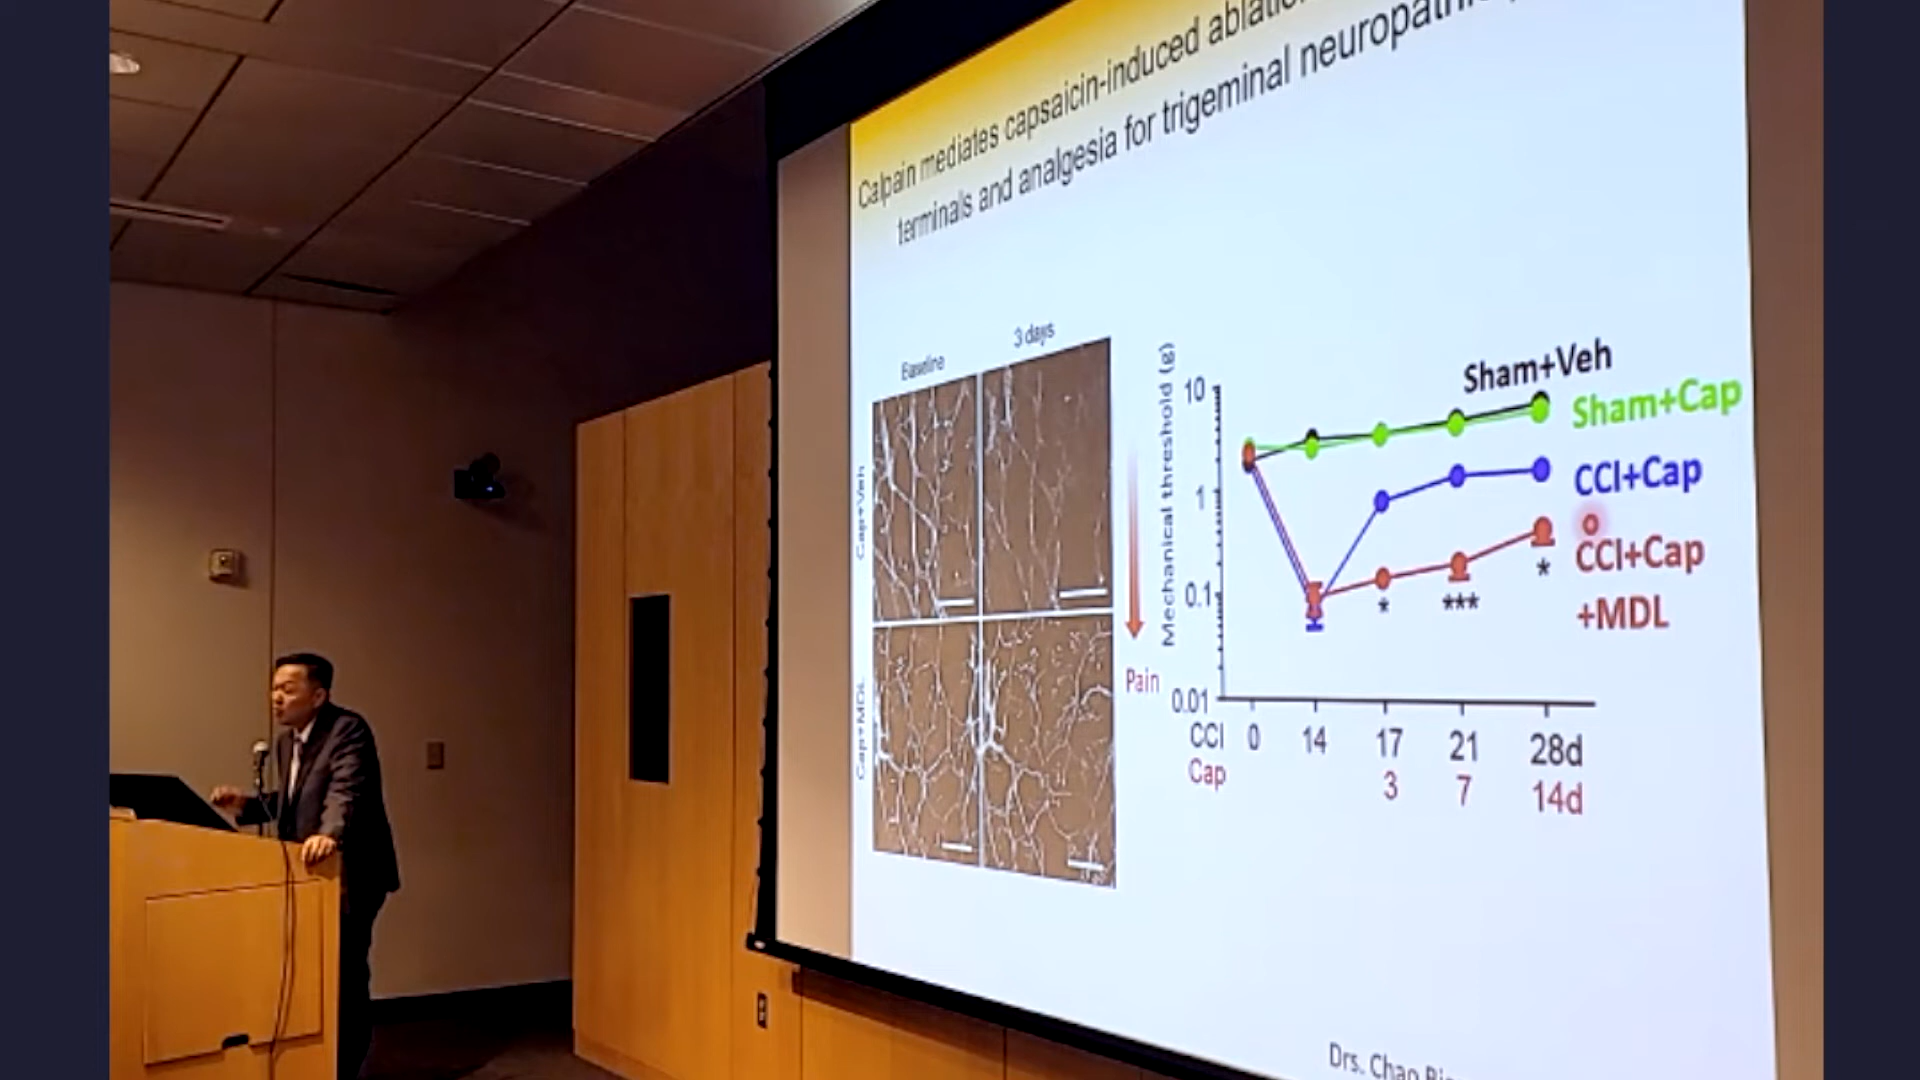 Calpain mediates capsaicin-induced
terminals and analgesia for trigeminal
Baseline
3 days
Cap+Veh
Cap+MDL
Pain
Mechanical threshold (g)
10
1
0.1
0.01
Sham+Veh
Sham+Cap
CCI+Cap
CCI+Cap
+MDL
* *** *
CCI 0 14 17 21 28d
Cap 3 7 14d
Drs. Chao